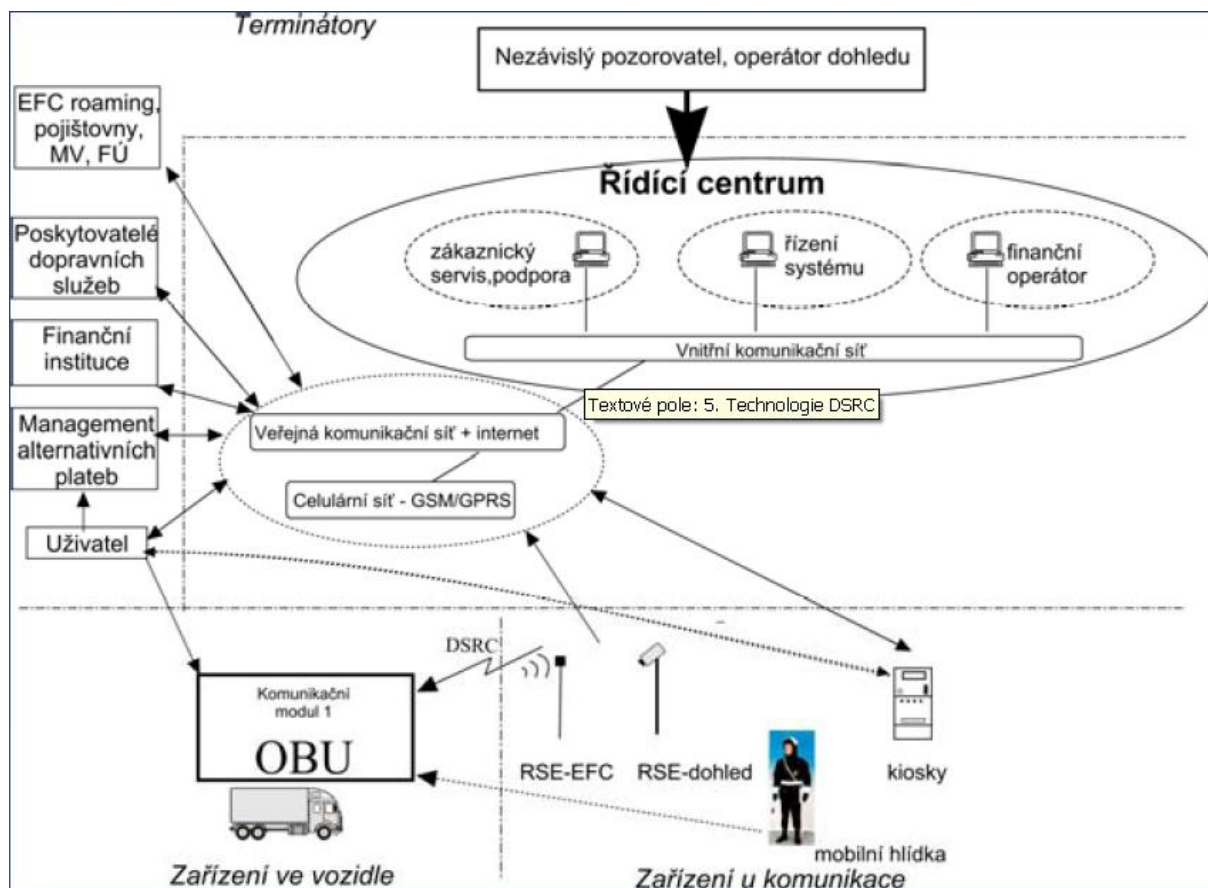 Terminátory
Nezávislý pozorovatel, operátor dohledu
EFC roaming,
pojištovny,
MV, FÚ
Řídící centrum
zákaznický
servis,podpora
řízení
systému
finanční
operátor
Vnitřní komunikační síť
Poskytovatelé
dopravních
služeb
Finanční
instituce
Management
alternativních
plateb
Uživatel
Textové pole: 5. Technologie DSRC
Veřejná komunikační síť + internet
Celulární síť - GSM/GPRS
DSRC
Komunikační
modul 1
OBU
RSE-EFC
RSE-dohled
kiosky
mobilní hlídka
Zařízení ve vozidle
Zařízení u komunikace